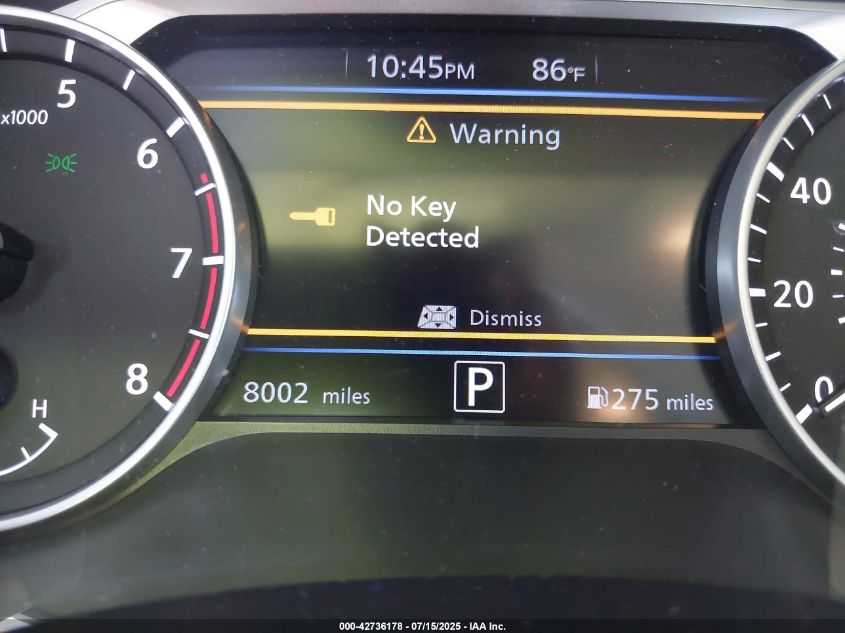 10:45PM 86°F
5
x1000
Warning
6
No Key
Detected
40
7
20
Dismiss
8
8002 miles
P
275 miles
0
H
000-42736178 - 07/15/2025 - IAA Inc.